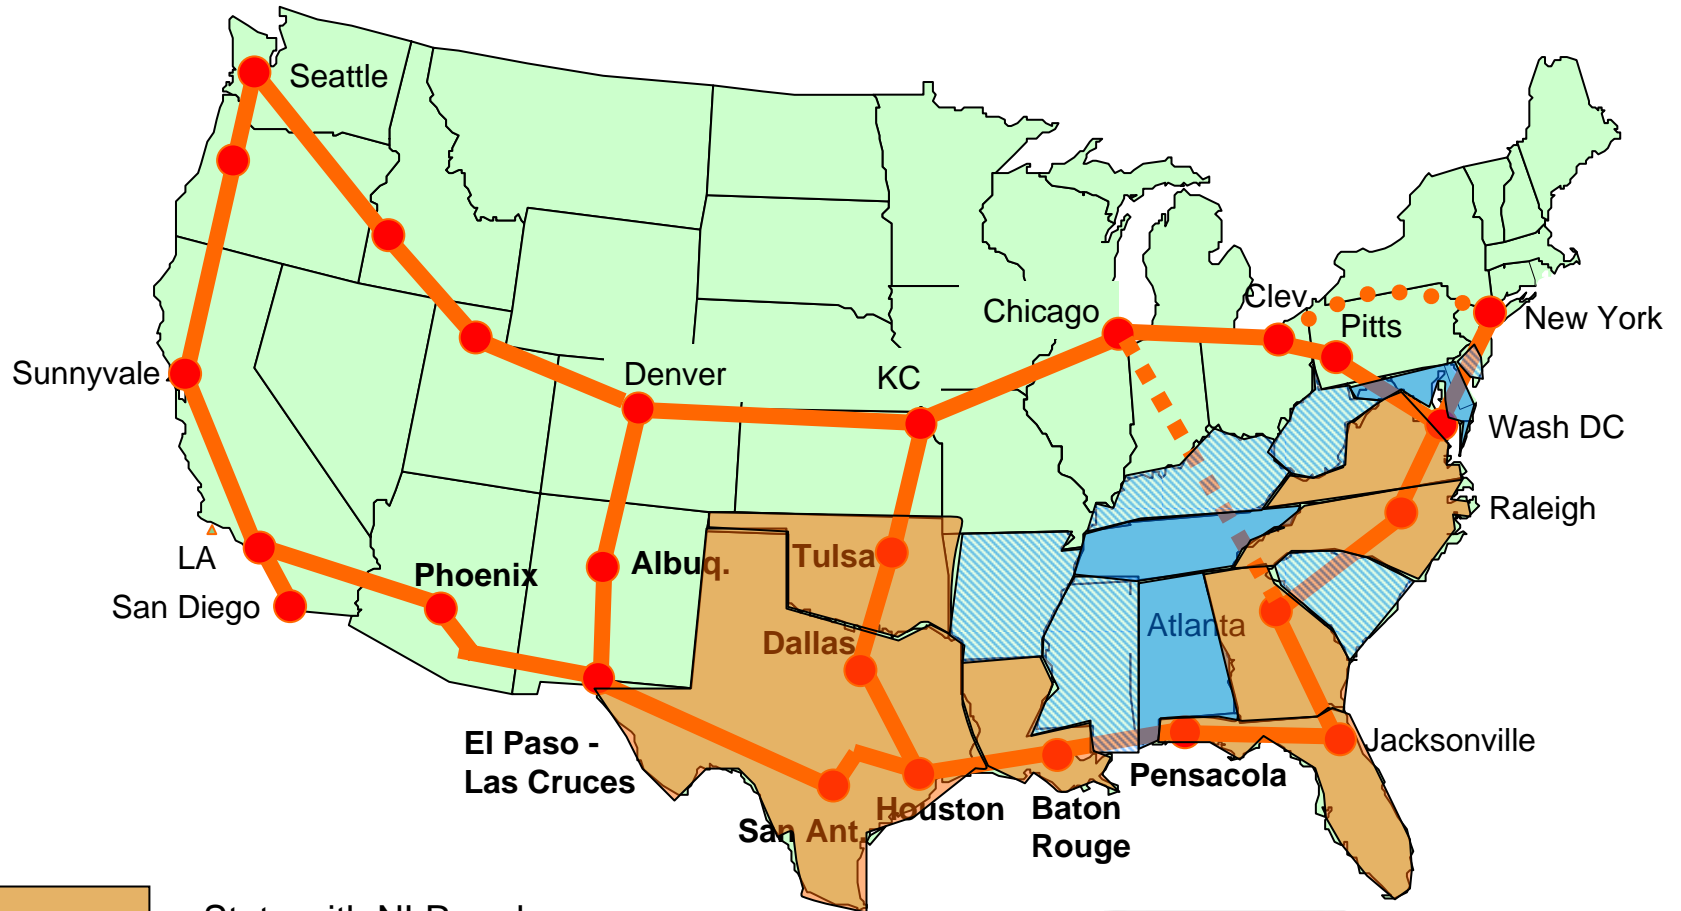 Seattle
Clev.
Chicago
Pitts
New York
Sunnyvale
Denver
KC
Wash DC
Raleigh
LA
Tulsa
Albuq.
Phoenix
San Diego
Atlanta
Dallas
El Paso -
Las Cruces
Jacksonville
Pensacola
Houston
Baton
Rouge
San Ant.